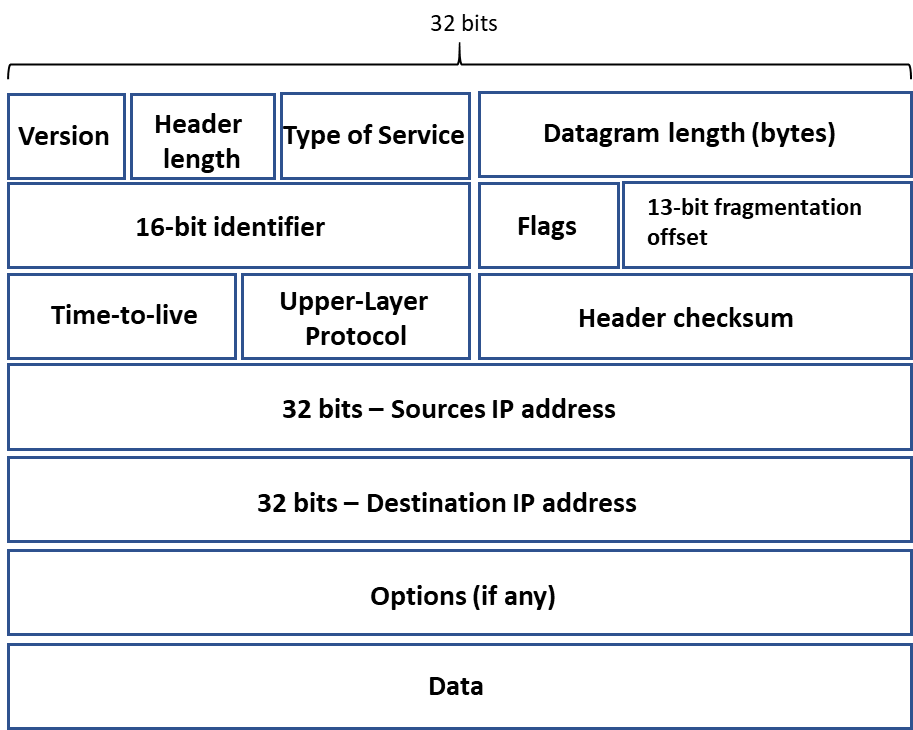 32 bits
Version
Header
length
Type of Service
Datagram length (bytes)
16-bit identifier
Flags
13-bit fragmentation
offset
Time-to-live
Upper-Layer
Protocol
Header checksum
32 bits – Sources IP address
32 bits – Destination IP address
Options (if any)
Data